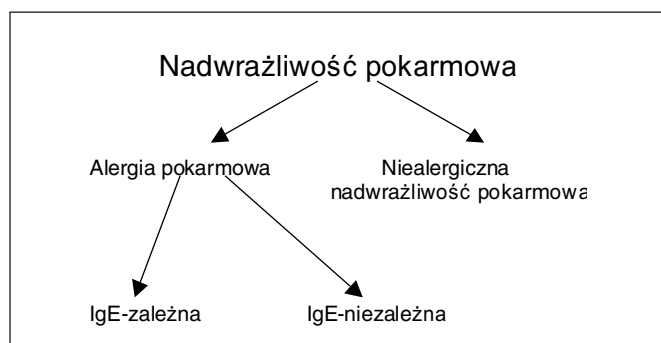 Nadwrażliwość pokarmowa
Alergia pokarmowa
Niealergiczna
nadwrażliwość pokarmowa
IgE-zależna
IgE-niezależna